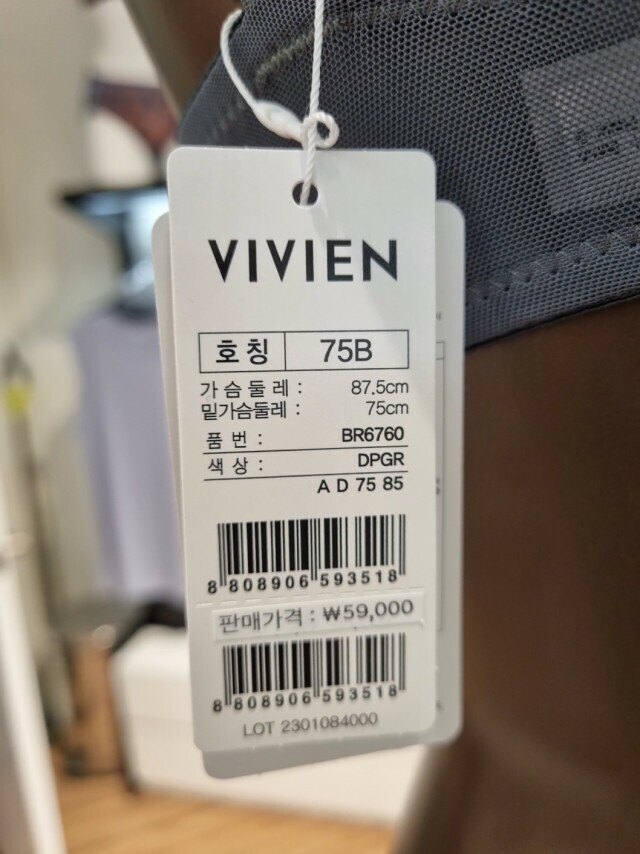 VIVIEN
호칭 75B
가슴둘레 : 87.5cm
밑가슴둘레 : 75cm
품번 : BR6760
색상 : DPGR
A D 75 85
8 808906 593518
판매가격 : ₩59,000
8 808906 593518
LOT 2301084000